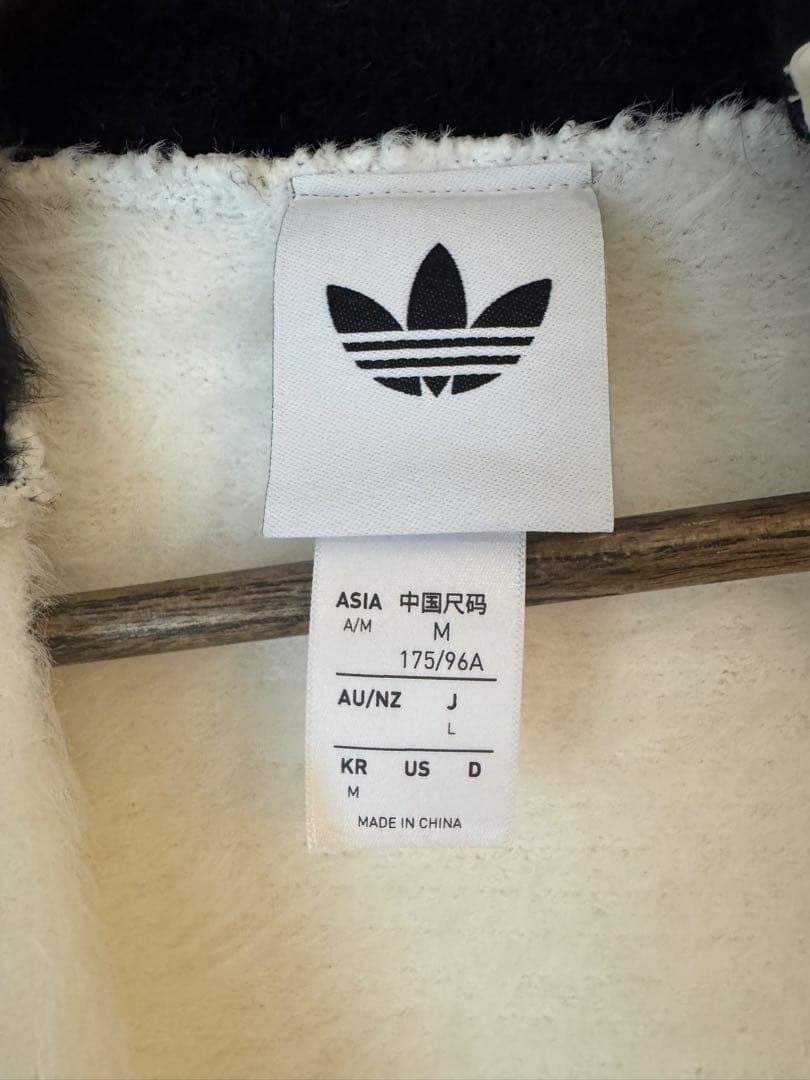 ASIA 中国尺码
A/M M
175/96A
AU/NZ J
L
KR US D
M
MADE IN CHINA